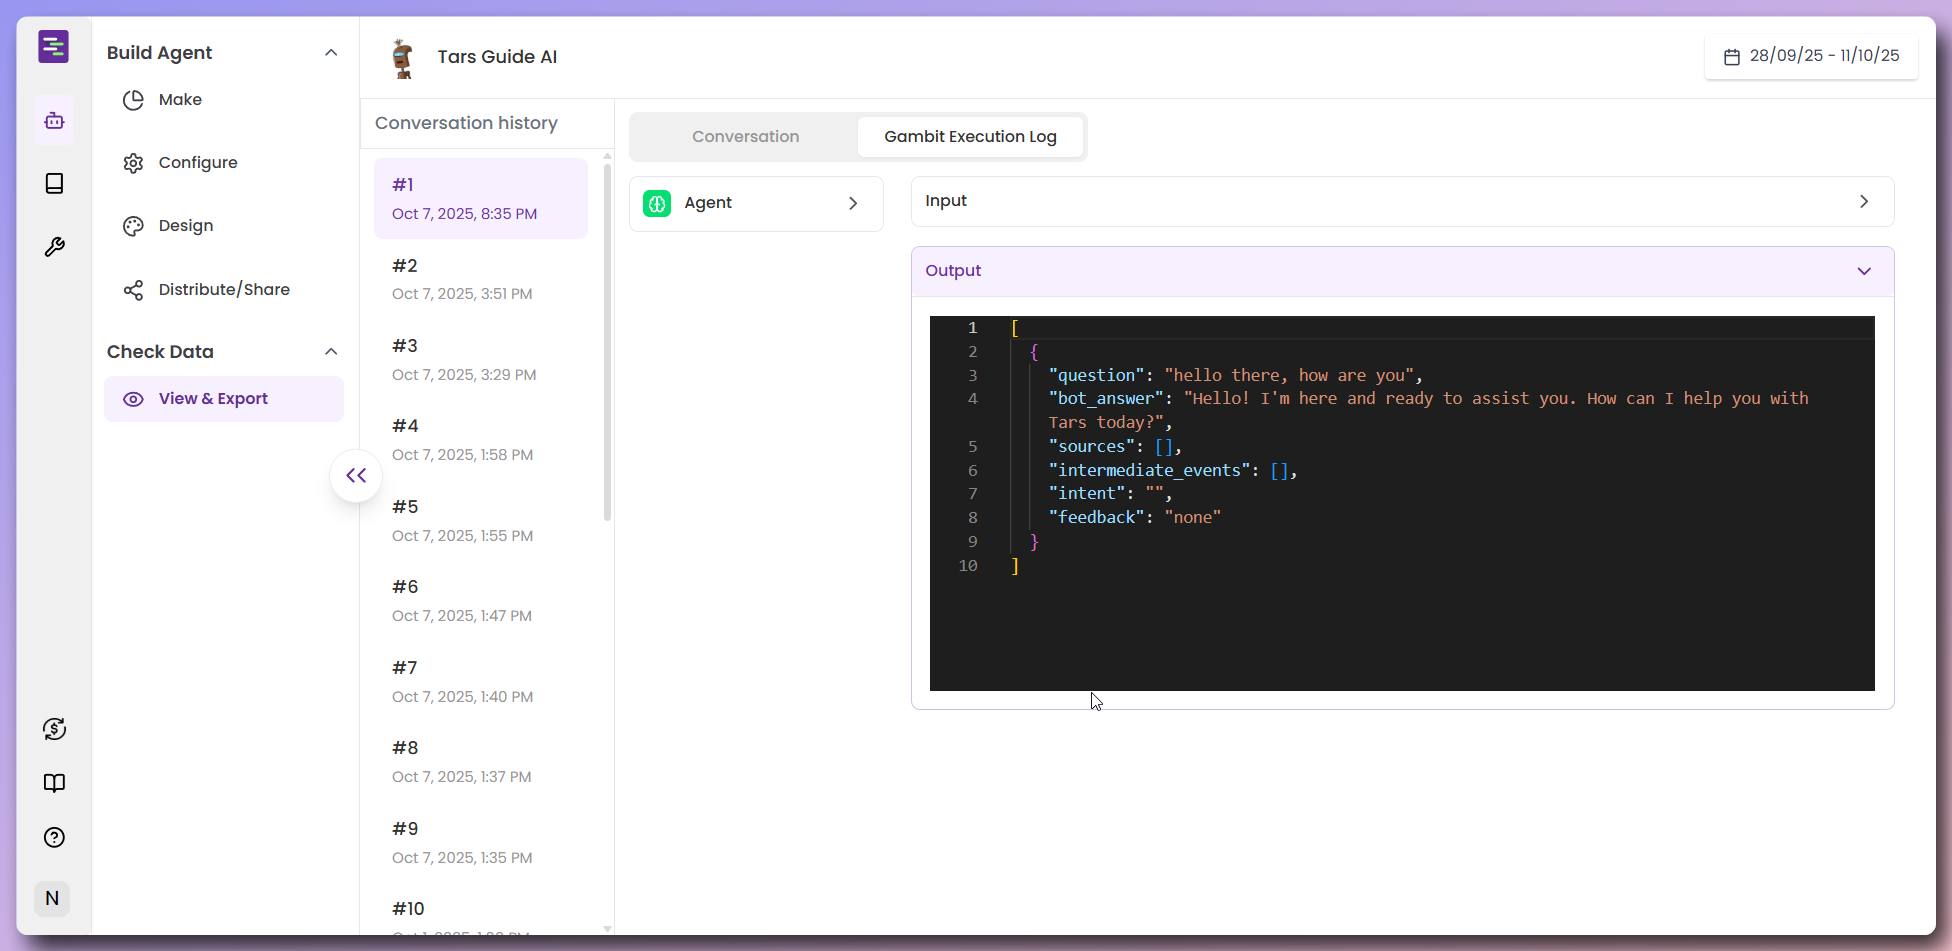 Build Agent
Make
Configure
Design
Distribute/Share
Check Data
View & Export
N
Tars Guide AI
28/09/25 - 11/10/25
Conversation history
#1
Oct 7, 2025, 8:35 PM
#2
Oct 7, 2025, 3:51 PM
#3
Oct 7, 2025, 3:29 PM
#4
Oct 7, 2025, 1:58 PM
#5
Oct 7, 2025, 1:55 PM
#6
Oct 7, 2025, 1:47 PM
#7
Oct 7, 2025, 1:40 PM
#8
Oct 7, 2025, 1:37 PM
#9
Oct 7, 2025, 1:35 PM
#10
Conversation
Gambit Execution Log
Agent
Input
Output
1 [
2 {
3 "question": "hello there, how are you",
4 "bot_answer": "Hello! I'm here and ready to assist you. How can I help you with
Tars today?",
5 "sources": [],
6 "intermediate_events": [],
7 "intent": "",
8 "feedback": "none"
9 }
10 ]